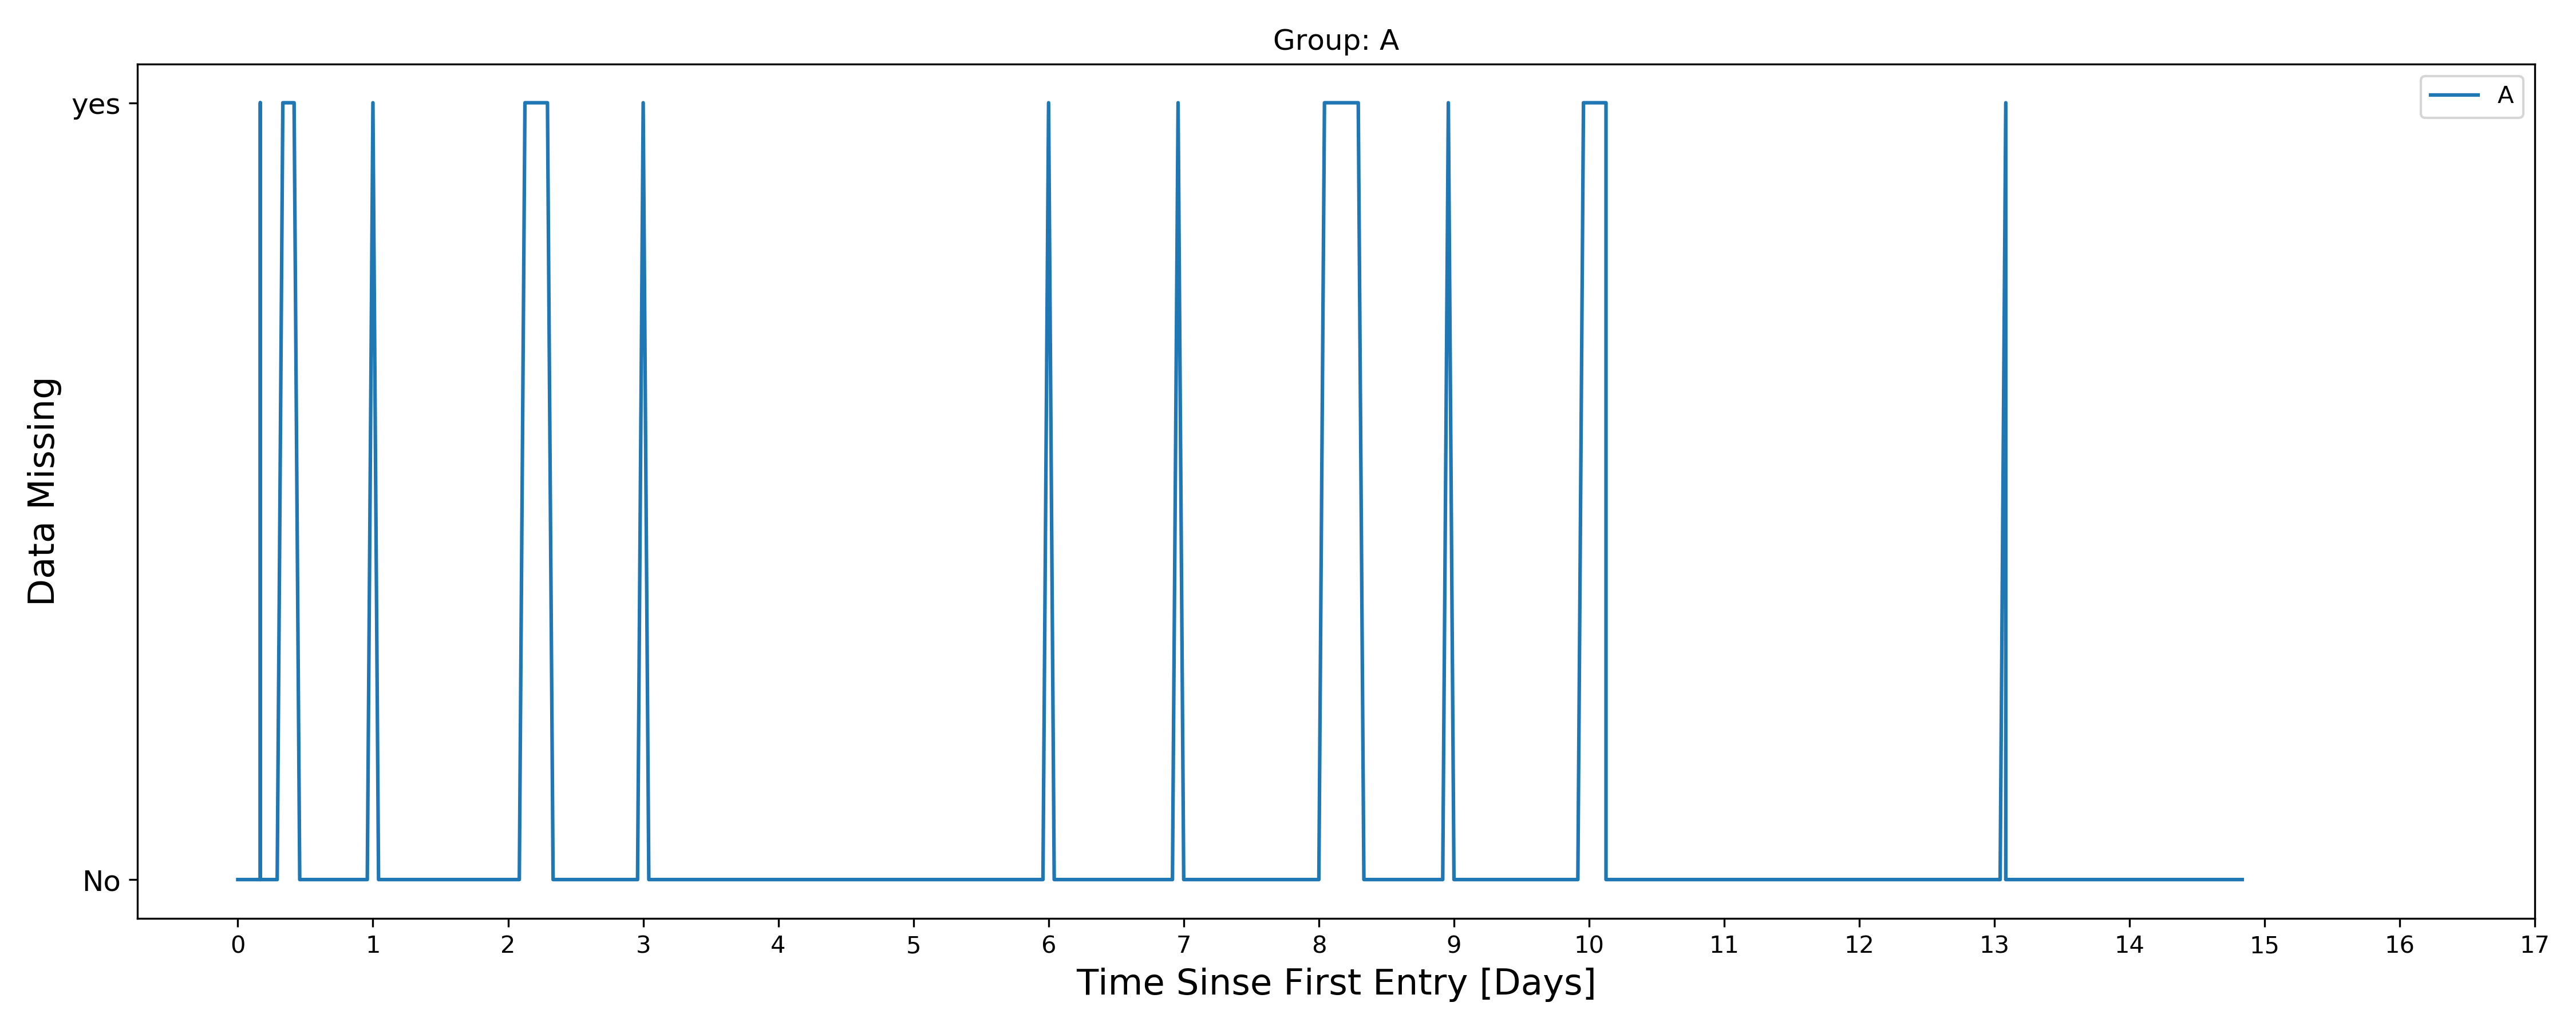 Group: A
A
yes
No
Data Missing
0 1 2 3 4 5 6 7 8 9 10 11 12 13 14 15 16 17
Time Sinse First Entry [Days]